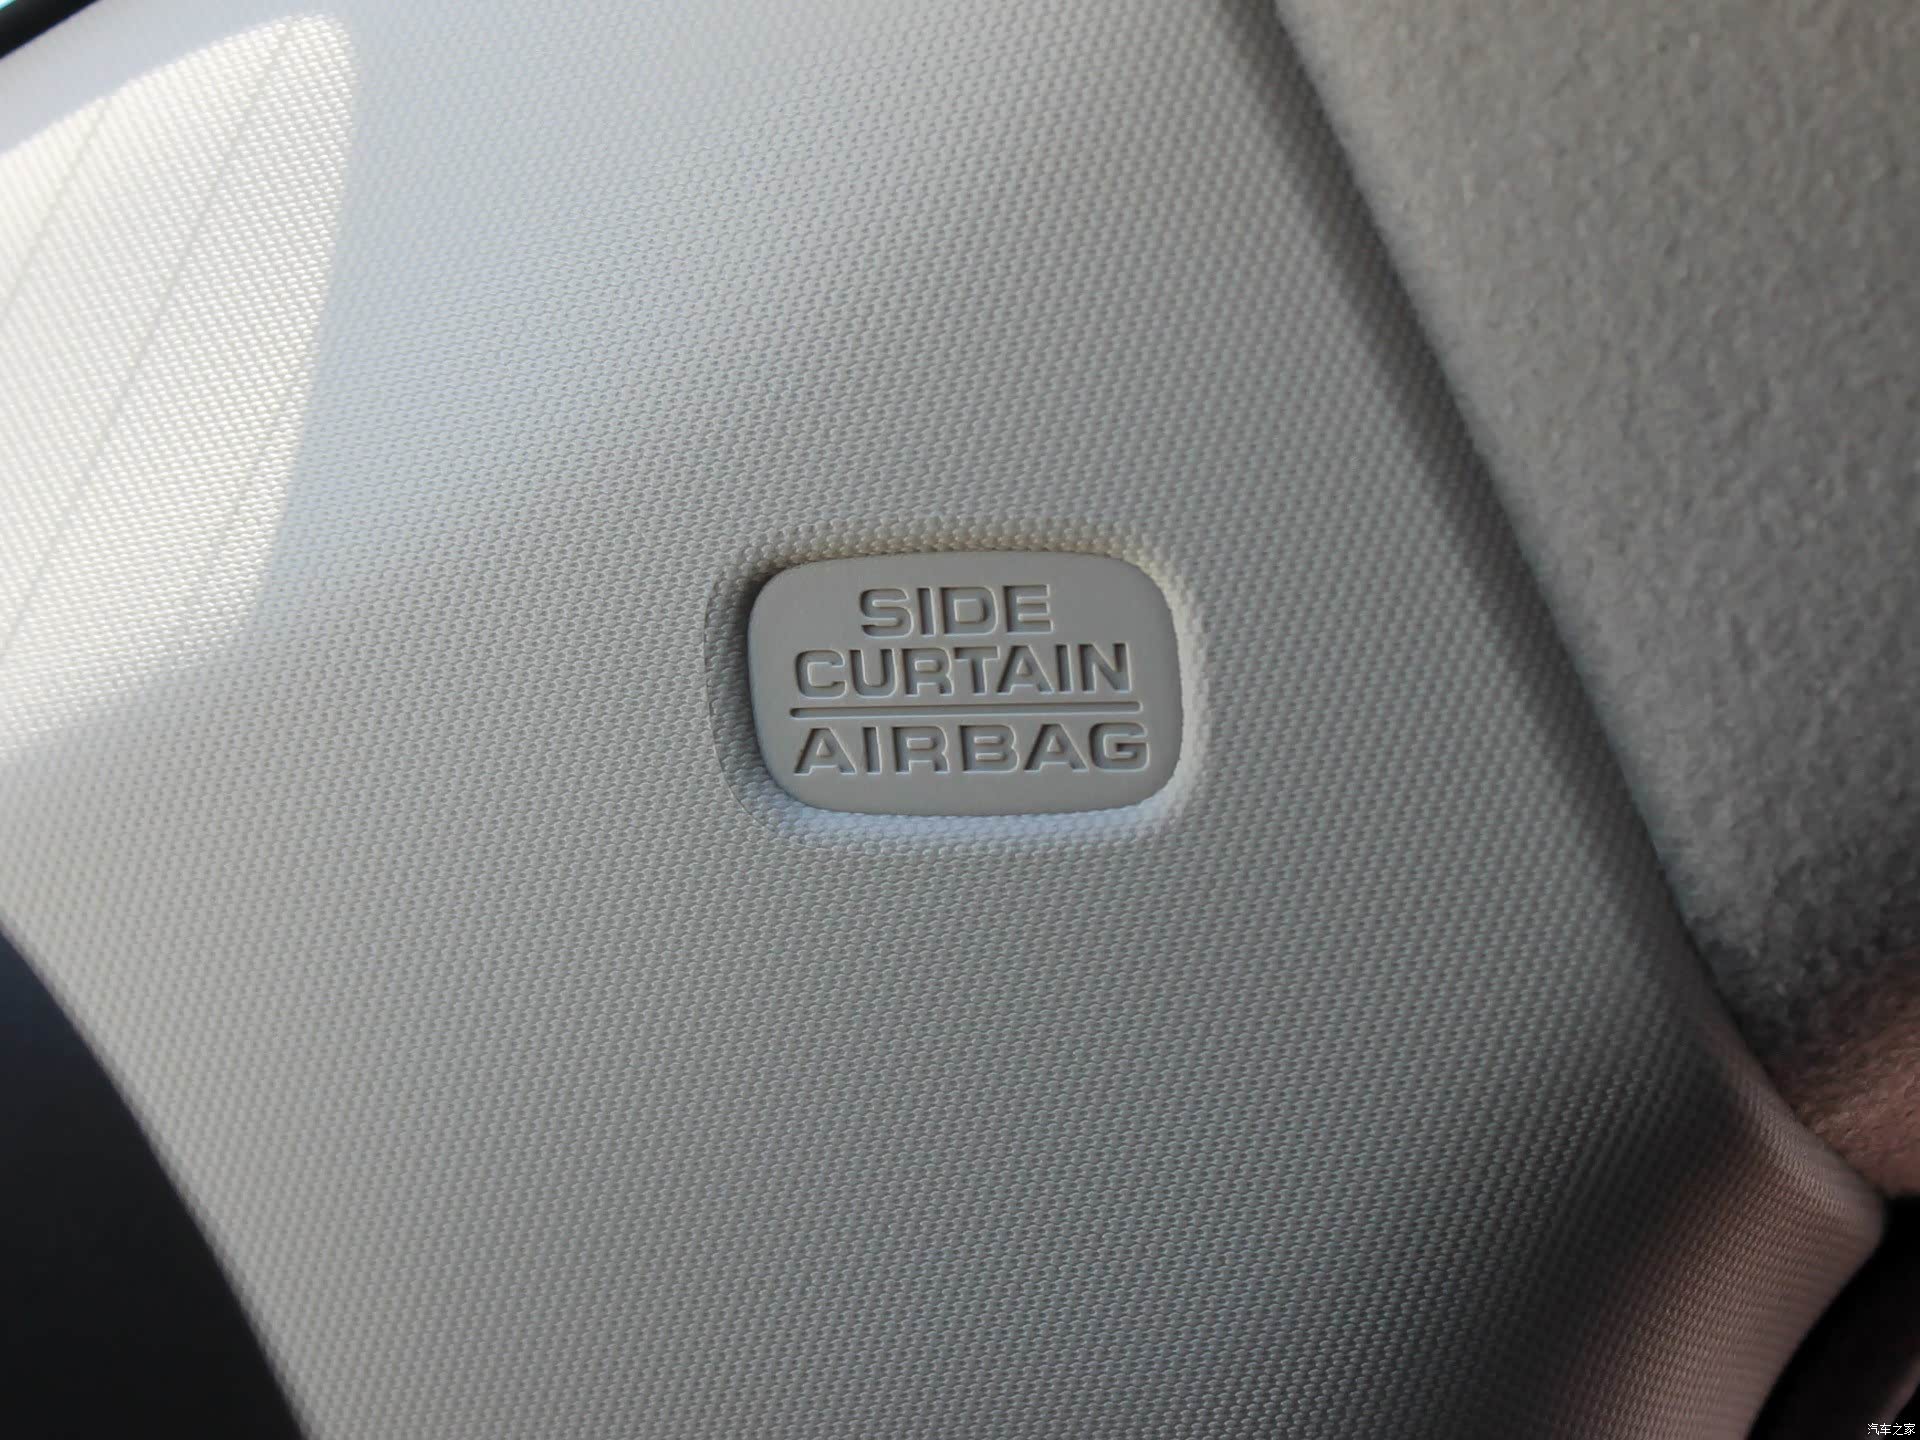 SIDE
CURTAIN
AIRBAG
汽车之家